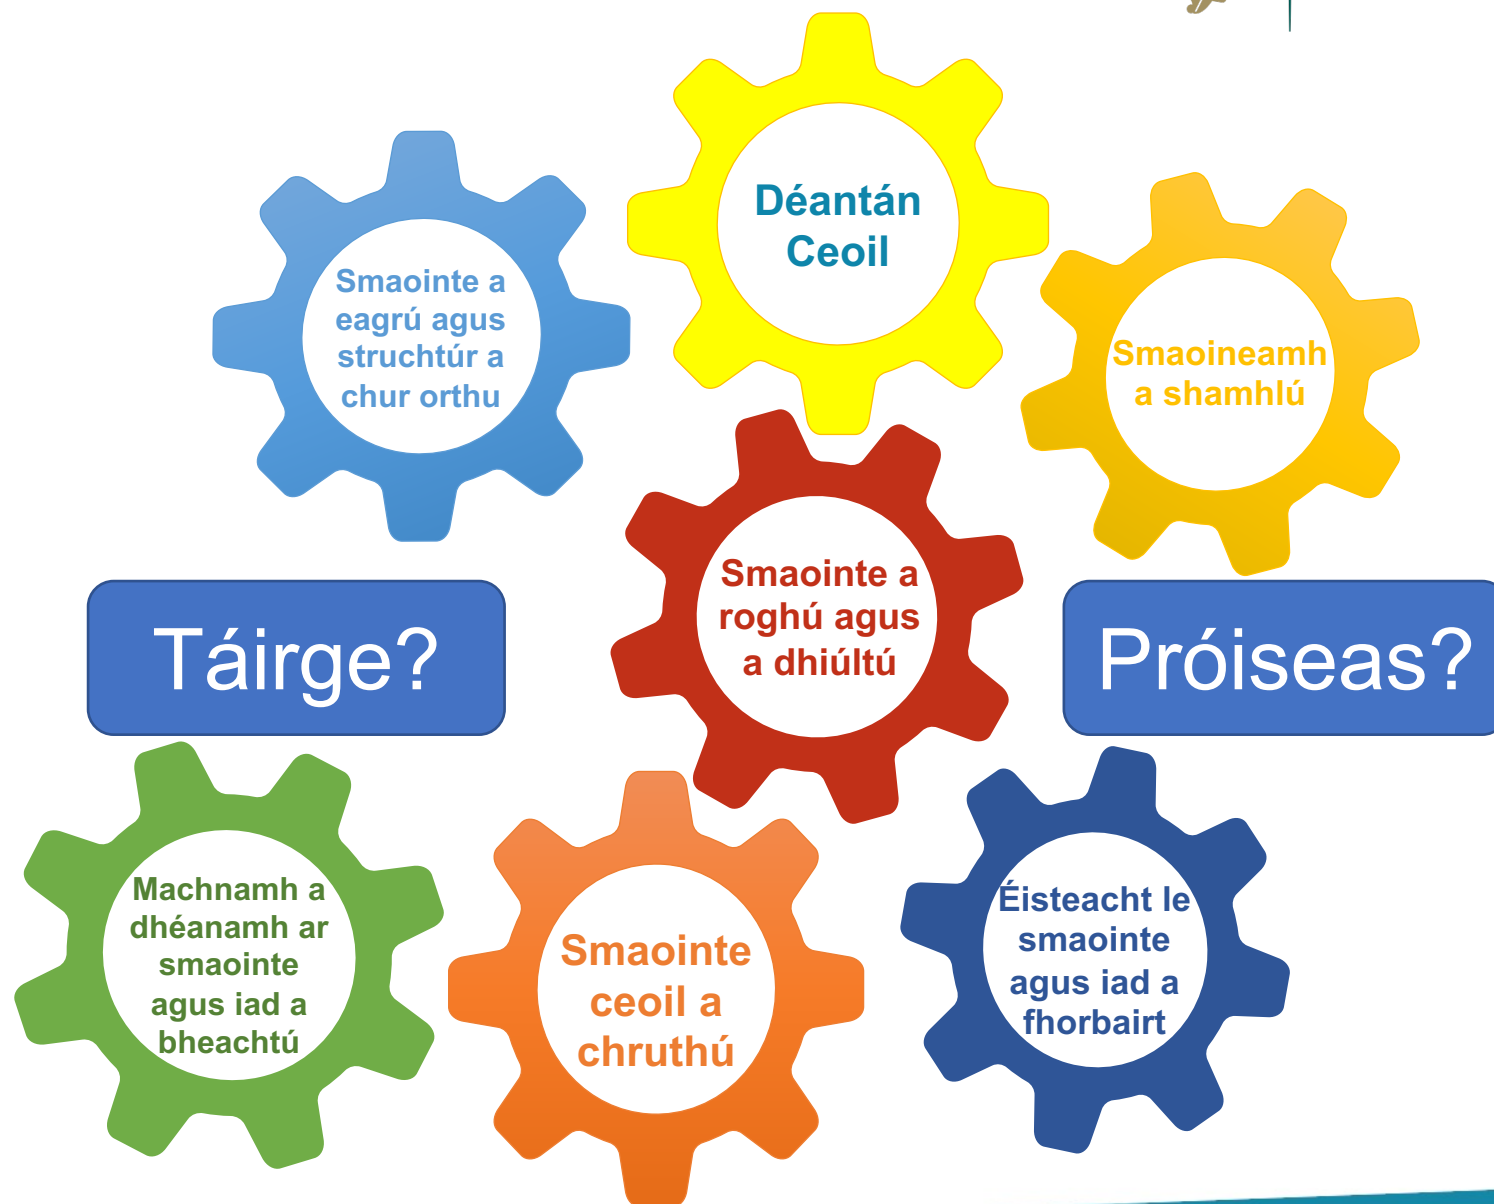 Déantán
Ceoil
Smaointe a
eagrú agus
struchtúr a
chur orthu
Smaoineamh
a shamhlú
Smaointe a
roghú agus
a dhiúltú
Táirge?
Próiseas?
Machnamh a
dhéanamh ar
smaointe
agus iad a
bheachtú
Smaointe
ceoil a
chruthú
Éisteacht le
smaointe
agus iad a
fhorbairt